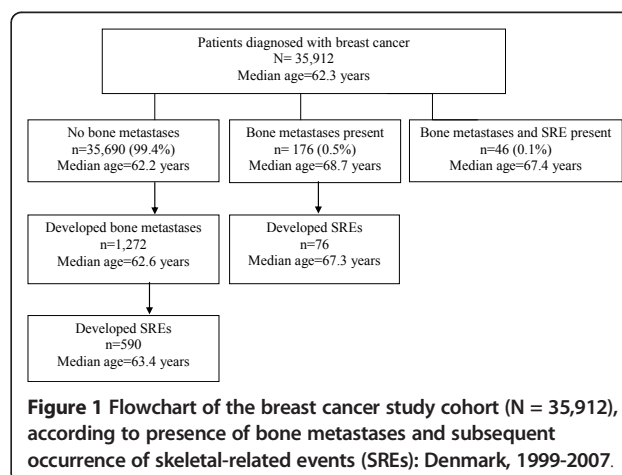 Patients diagnosed with breast cancer
N= 35,912
Median age=62.3 years
No bone metastases
n=35,690 (99.4%)
Median age=62.2 years
Bone metastases present
n= 176 (0.5%)
Median age=68.7 years
Bone metastases and SRE present
n=46 (0.1%)
Median age=67.4 years
Developed bone metastases
n=1,272
Median age=62.6 years
Developed SREs
n=76
Median age=67.3 years
Developed SREs
n=590
Median age=63.4 years
Figure 1 Flowchart of the breast cancer study cohort (N = 35,912),
according to presence of bone metastases and subsequent
occurrence of skeletal-related events (SREs): Denmark, 1999-2007.